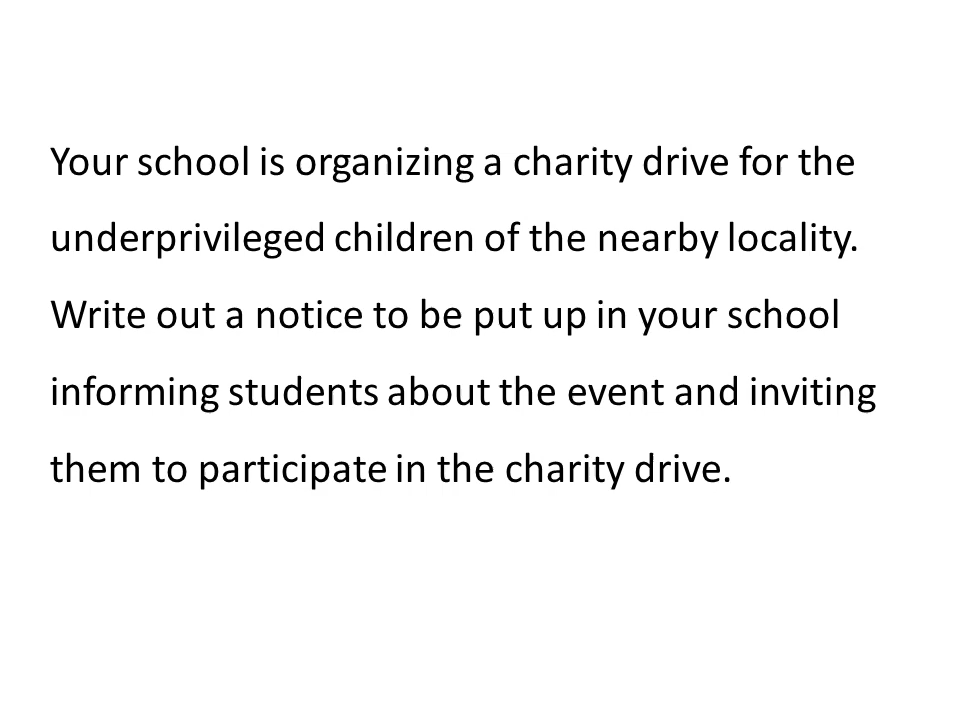 Your school is organizing a charity drive for the
underprivileged children of the nearby locality.
Write out a notice to be put up in your school
informing students about the event and inviting
them to participate in the charity drive.